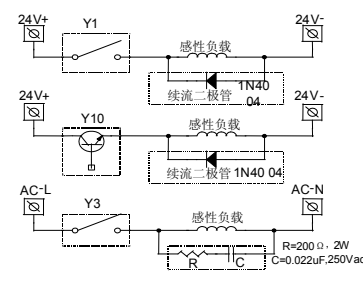 24V+ Y1 24V-
感性负载
续流二极管 1N40
04
24V+ Y10 24V-
感性负载
续流二极管 1N40 04
AC-L Y3 AC-N
感性负载
R C
R=200Ω，2W
C=0.022uF,250Vac